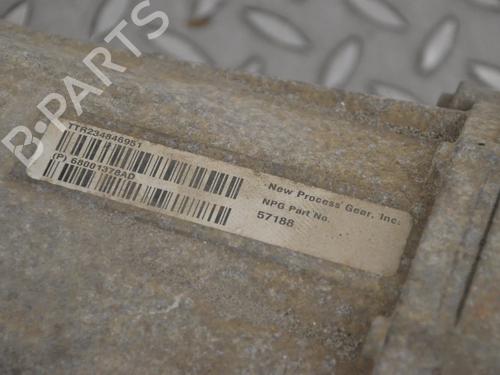 B-PARTS
TTR234846951
(P) 68001378AD
New Process Gear, Inc.
NPG Part No.
57188